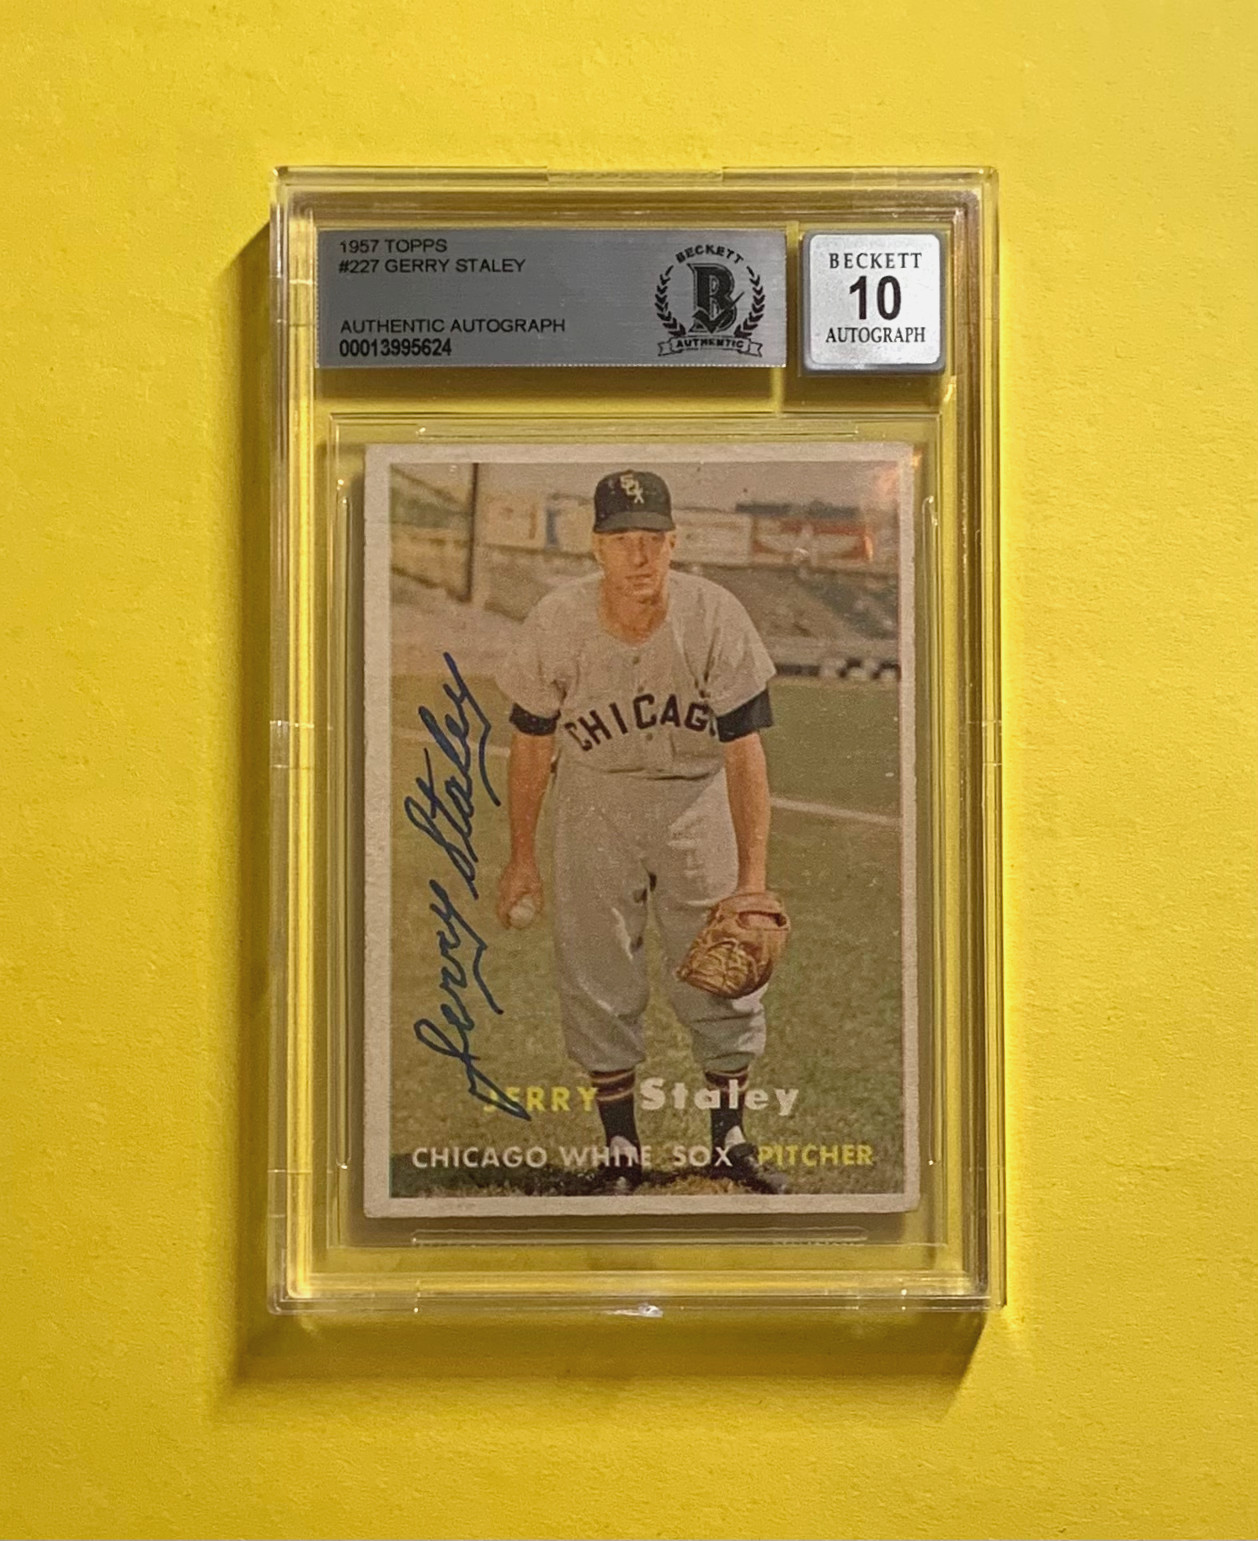 1957 TOPPS
#227 GERRY STALEY
AUTHENTIC AUTOGRAPH
00013995624
BECKETT
B
AUTHENTIC
BECKETT
10
AUTOGRAPH
SOX
CHICAGO
Gerry Staley
JERRY Staley
CHICAGO WHITE SOX PITCHER